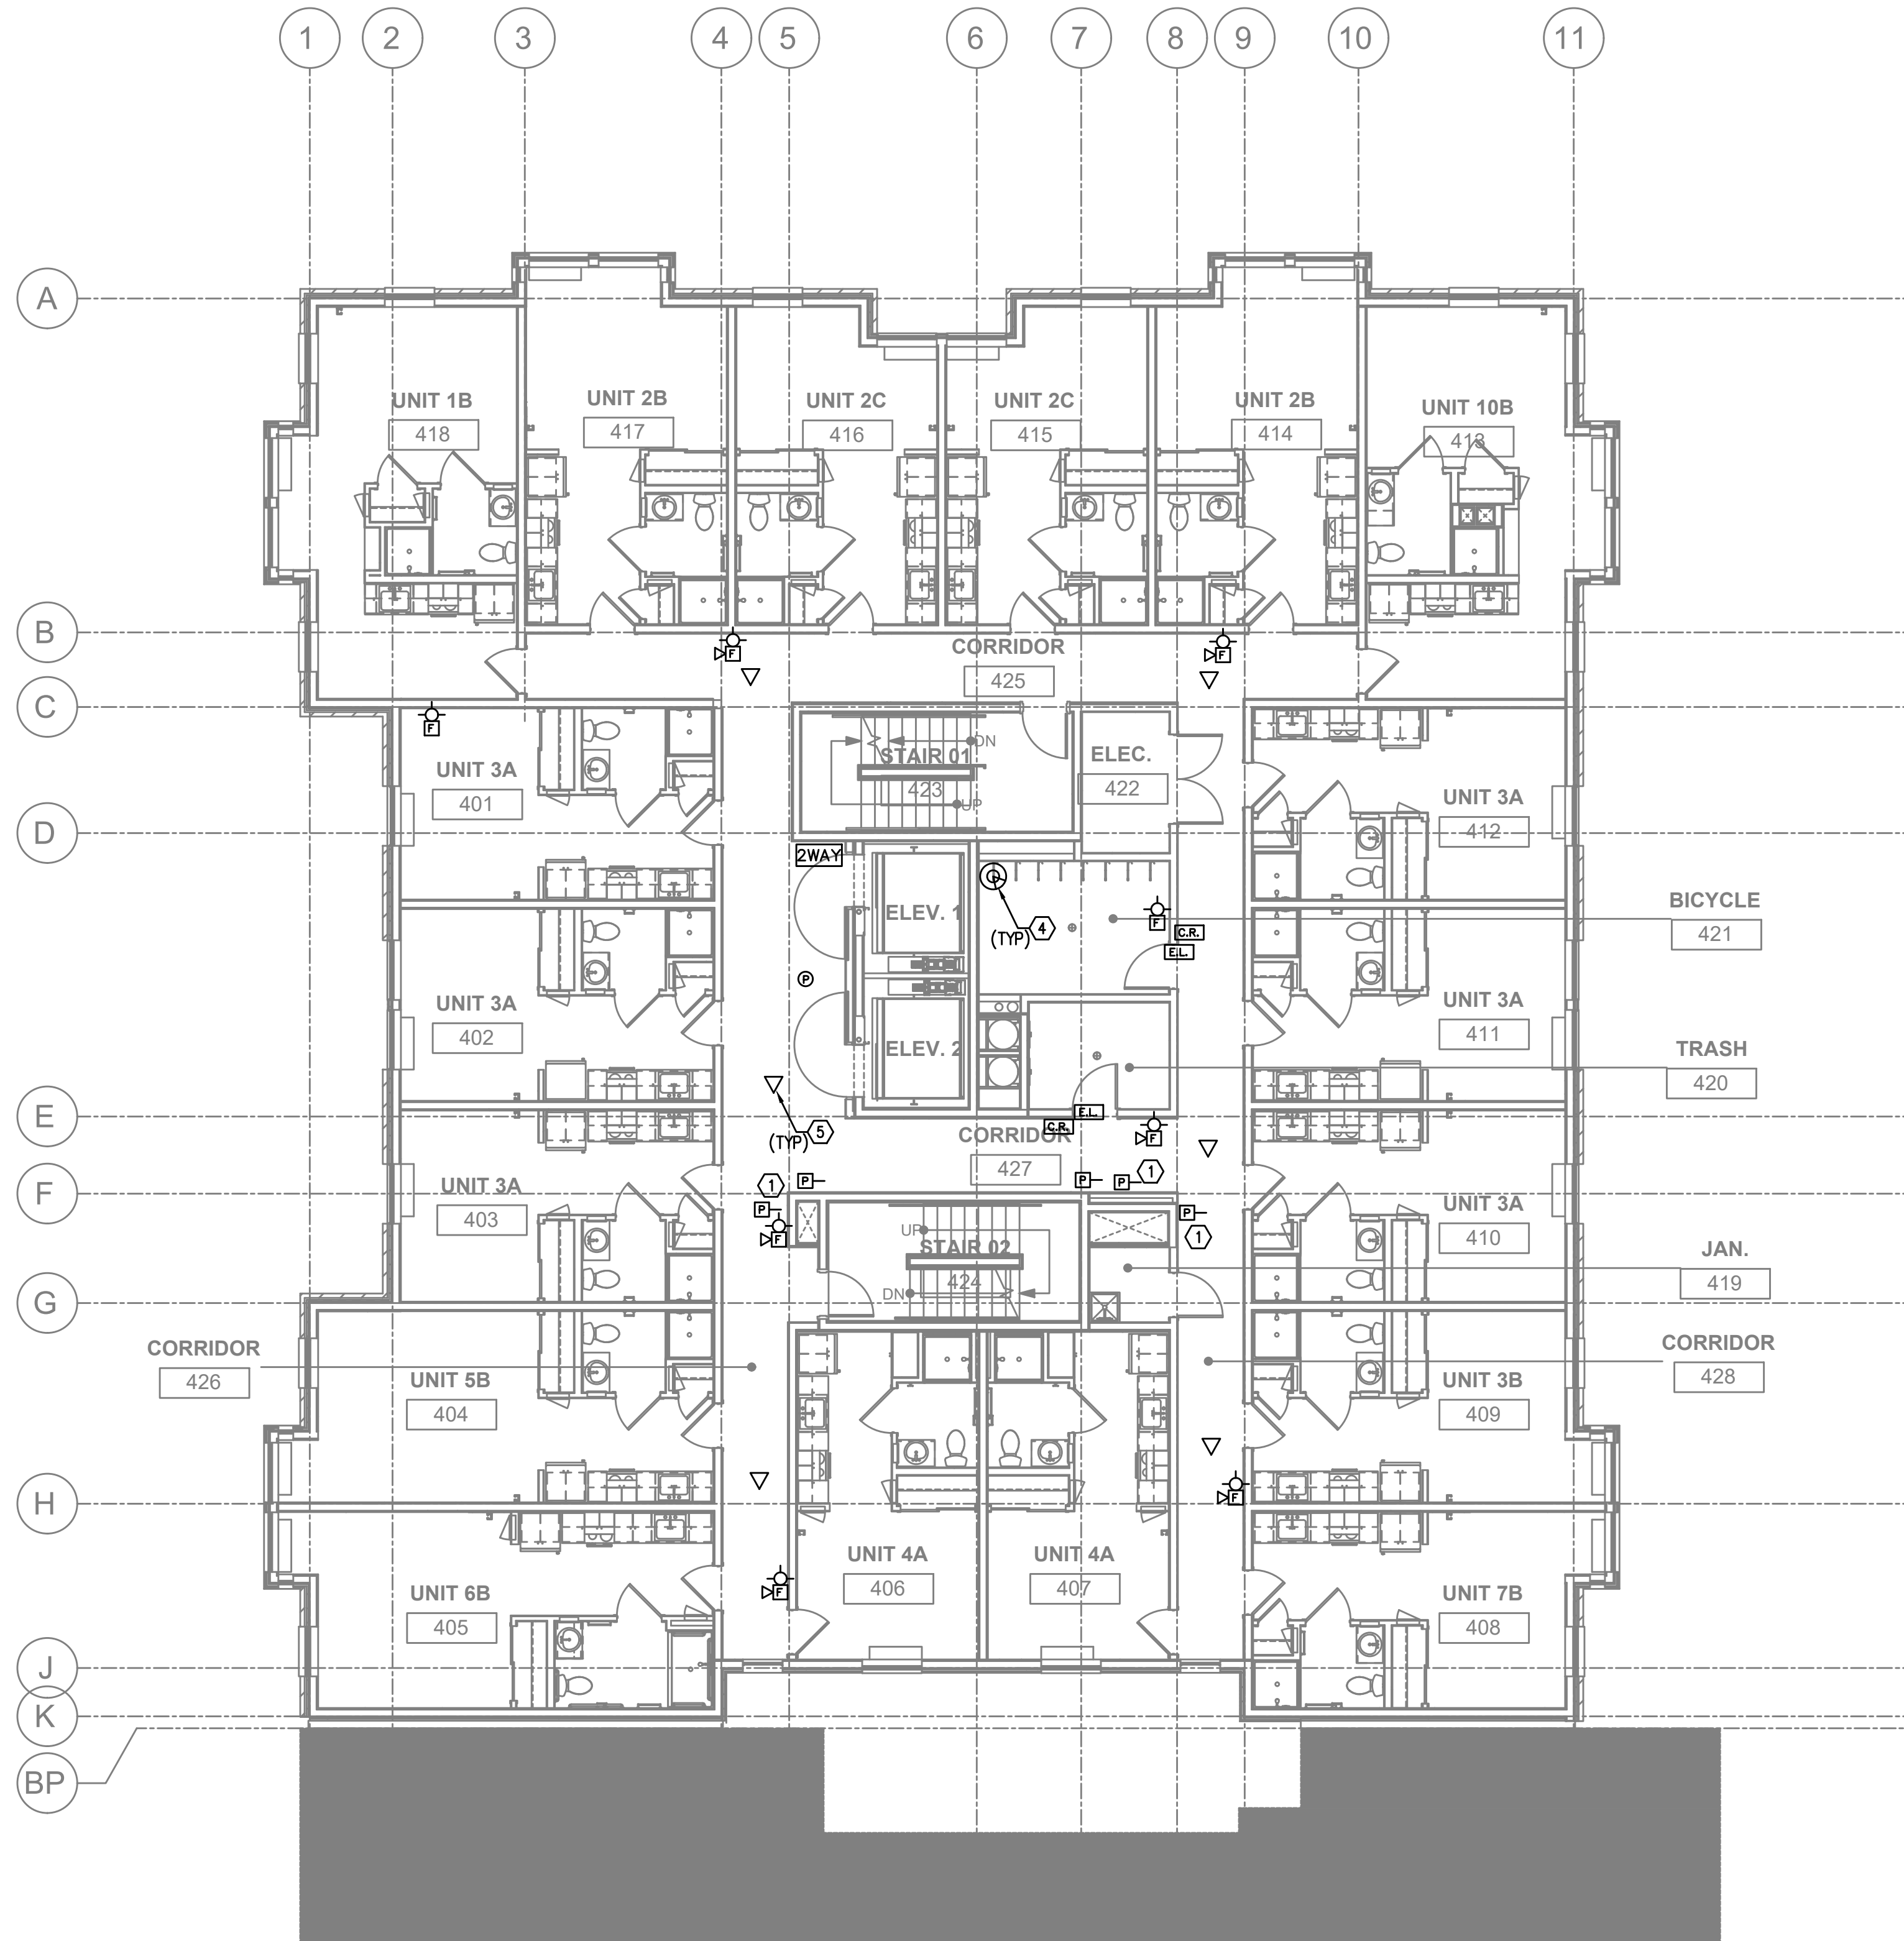 1 2 3 4 5 6 7 8 9 10 11
A
UNIT 1B
418
UNIT 2B
417
UNIT 2C
416
UNIT 2C
415
UNIT 2B
414
UNIT 10B
413
B
F
F
CORRIDOR
425
C
F
UNIT 3A
401
STAIR 01
423
DN
UP
ELEC.
422
UNIT 3A
412
D
2WAY
ELEV. 1
4
(TYP)
F
C.R.
E.L.
BICYCLE
421
P
UNIT 3A
402
ELEV. 2
UNIT 3A
411
TRASH
420
E
5
(TYP)
E.L.
C.R.
F
CORRIDOR
427
F
1
P
P
P
1
P
F
P
1
UNIT 3A
403
UP
STAIR 02
424
DN
UNIT 3A
410
JAN.
419
G
CORRIDOR
426
UNIT 5B
404
UNIT 3B
409
CORRIDOR
428
H
F
UNIT 4A
406
UNIT 4A
407
F
UNIT 6B
405
UNIT 7B
408
J
K
BP